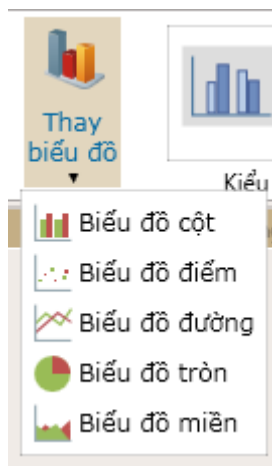 Thay
biểu đồ
Kiểu
Biểu đồ cột
Biểu đồ điểm
Biểu đồ đường
Biểu đồ tròn
Biểu đồ miền